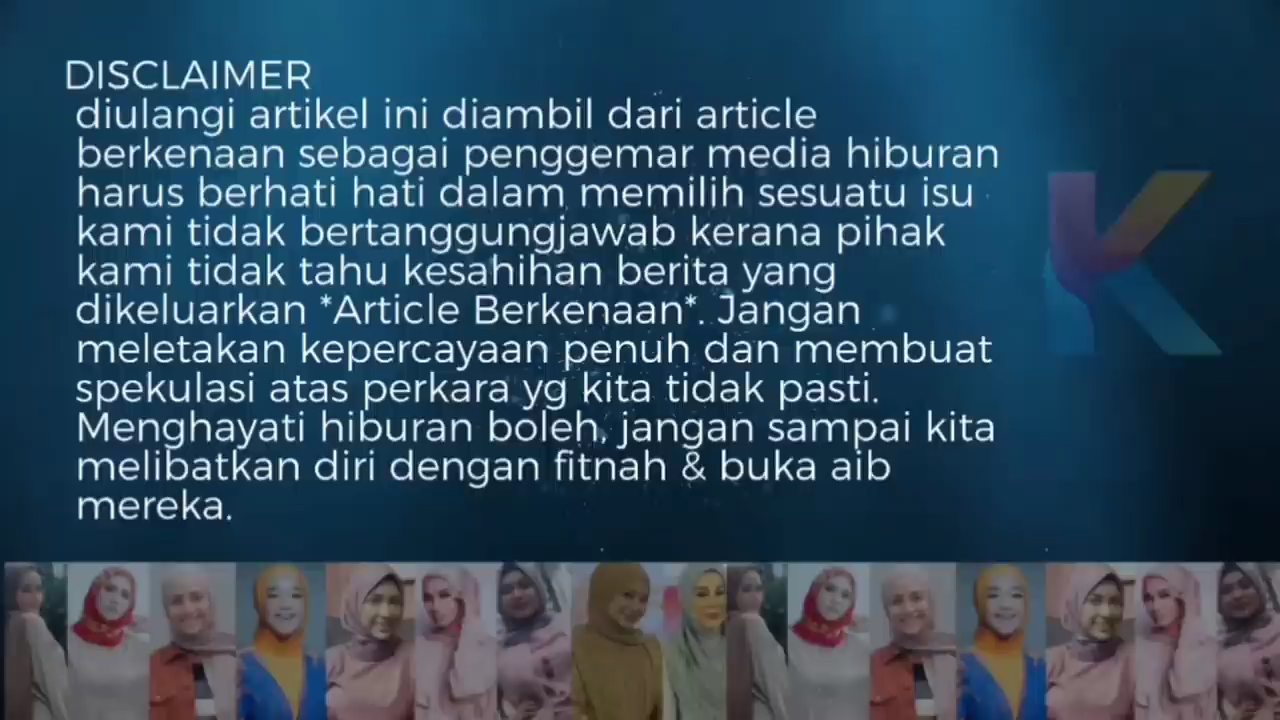 DISCLAIMER
diulangi artikel ini diambil dari article
berkenaan sebagai penggemar media hiburan
harus berhati hati dalam memilih sesuatu isu
kami tidak bertanggungjawab kerana pihak
kami tidak tahu kesahihan berita yang
dikeluarkan *Article Berkenaan*. Jangan
meletakan kepercayaan penuh dan membuat
spekulasi atas perkara yg kita tidak pasti.
Menghayati hiburan boleh, jangan sampai kita
melibatkan diri dengan fitnah & buka aib
mereka.
K